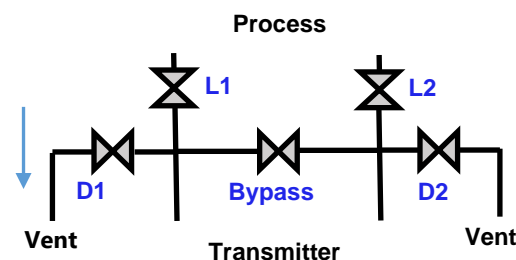 Process
L1
L2
D1
Bypass
D2
Vent
Vent
Transmitter